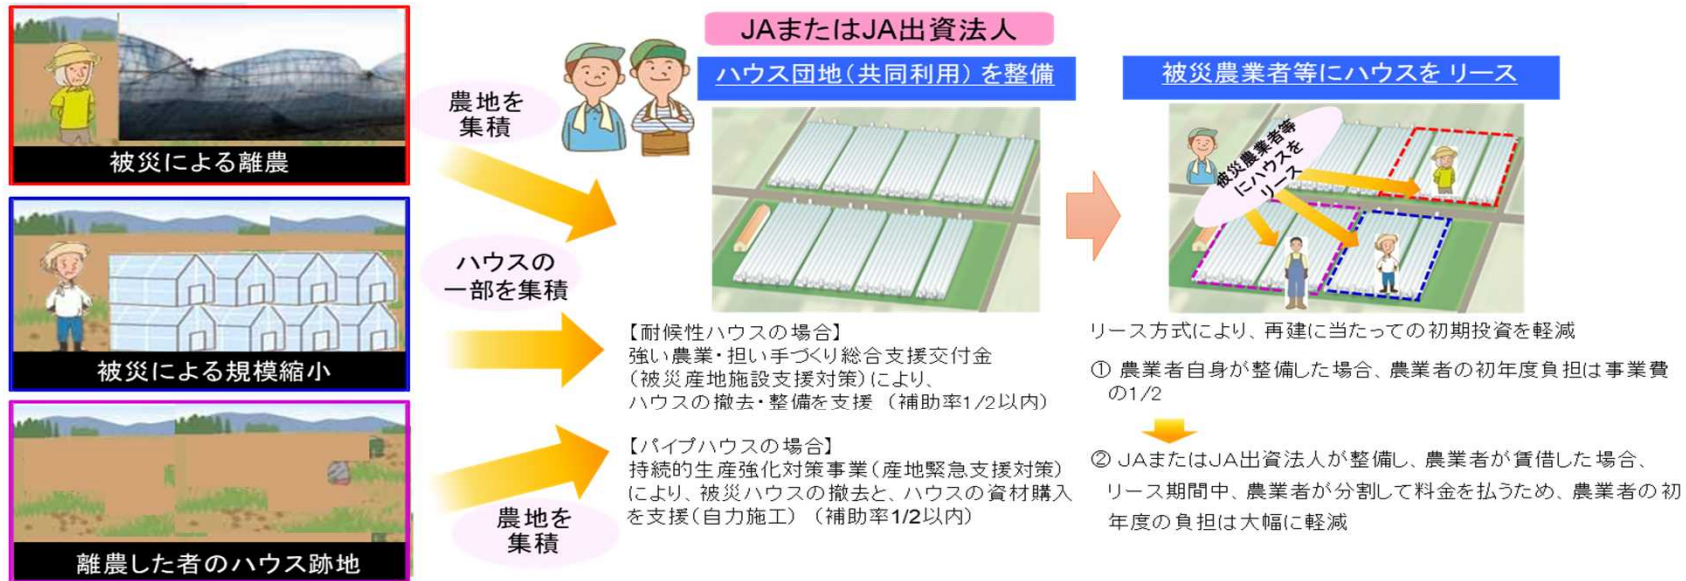 被災による離農
被災による規模縮小
離農した者のハウス跡地
農地を
集積
ハウスの
一部を集積
農地を
集積
JAまたはJA出資法人
ハウス団地(共同利用)を整備
【耐候性ハウスの場合】
強い農業・担い手づくり総合支援交付金
(被災産地施設支援対策)により、
ハウスの撤去・整備を支援 (補助率1/2以内)
【パイプハウスの場合】
持続的生産強化対策事業(産地緊急支援対策)
により、被災ハウスの撤去と、ハウスの資材購入
を支援(自力施工) (補助率1/2以内)
被災農業者等にハウスを リース
被災農業者等
にハウスを
リース
リース方式により、再建に当たっての初期投資を軽減
① 農業者自身が整備した場合、農業者の初年度負担は事業費
の1/2
② JAまたはJA出資法人が整備し、農業者が賃借した場合、
リース期間中、農業者が分割して料金を払うため、農業者の初
年度の負担は大幅に軽減